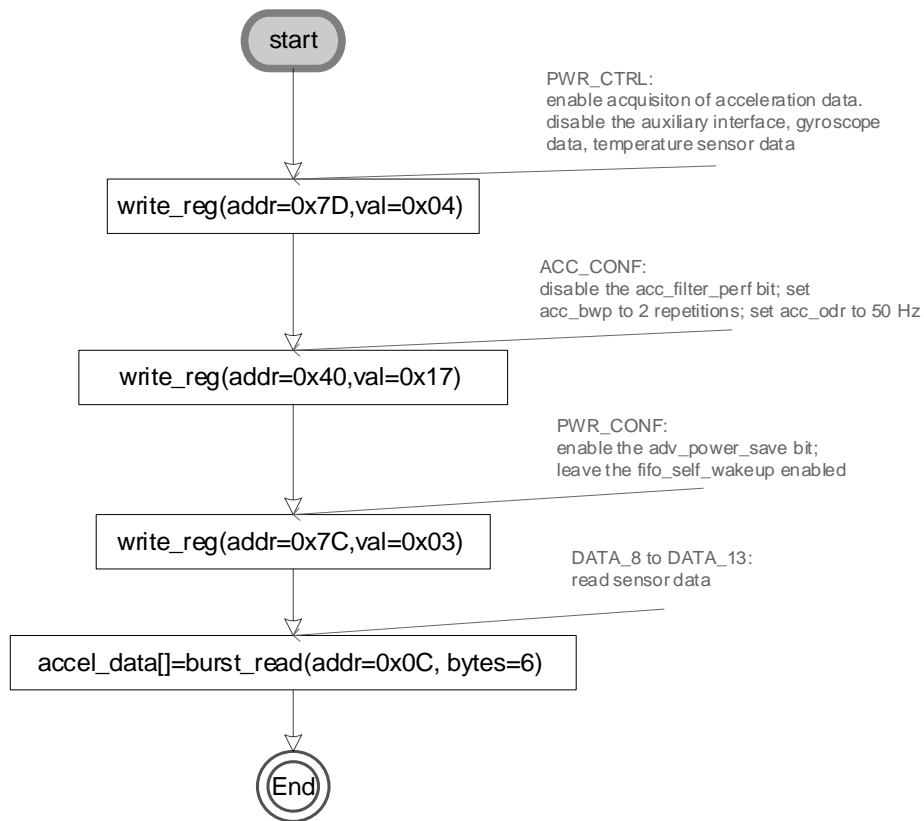 start
PWR_CTRL:
enable acquisiton of acceleration data.
disable the auxiliary interface, gyroscope
data, temperature sensor data
write_reg(addr=0x7D,val=0x04)
ACC_CONF:
disable the acc_filter_perf bit; set
acc_bwp to 2 repetitions; set acc_odr to 50 Hz
write_reg(addr=0x40,val=0x17)
PWR_CONF:
enable the adv_power_save bit;
leave the fifo_self_wakeup enabled
write_reg(addr=0x7C,val=0x03)
DATA_8 to DATA_13:
read sensor data
accel_data[]=burst_read(addr=0x0C, bytes=6)
End